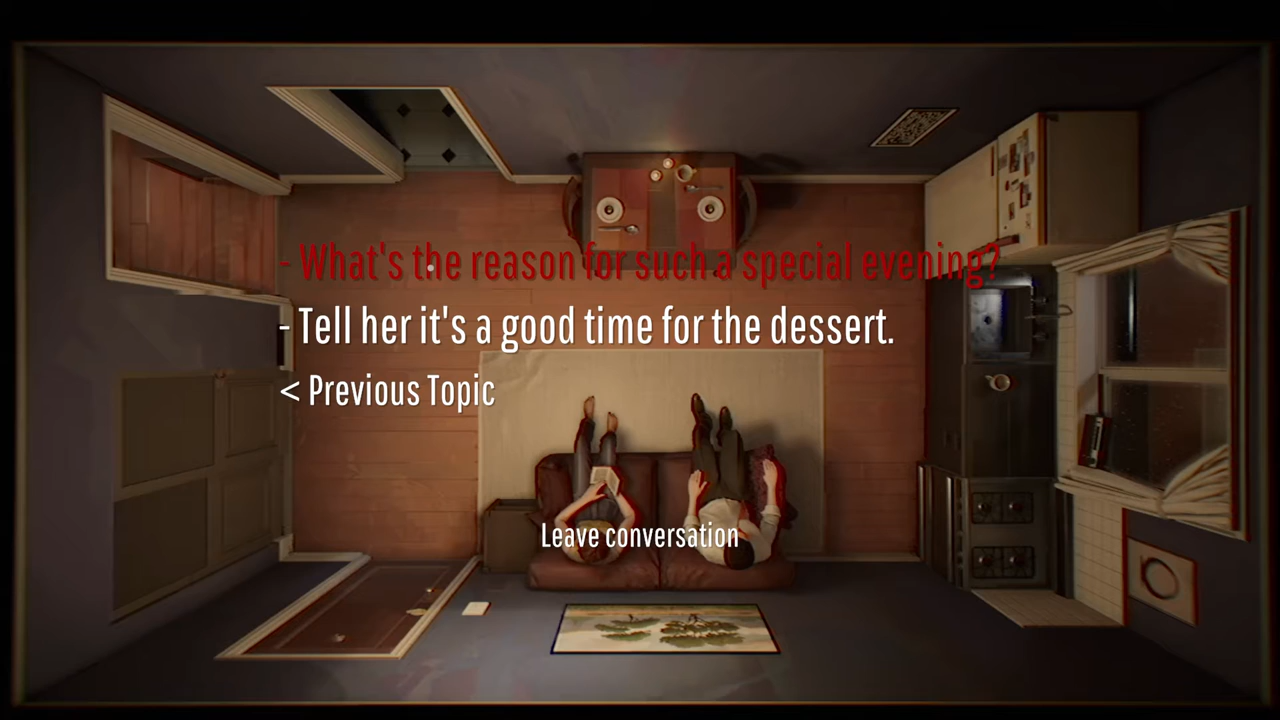 - What's the reason for such a special evening?
- Tell her it's a good time for the dessert.
< Previous Topic
Leave conversation